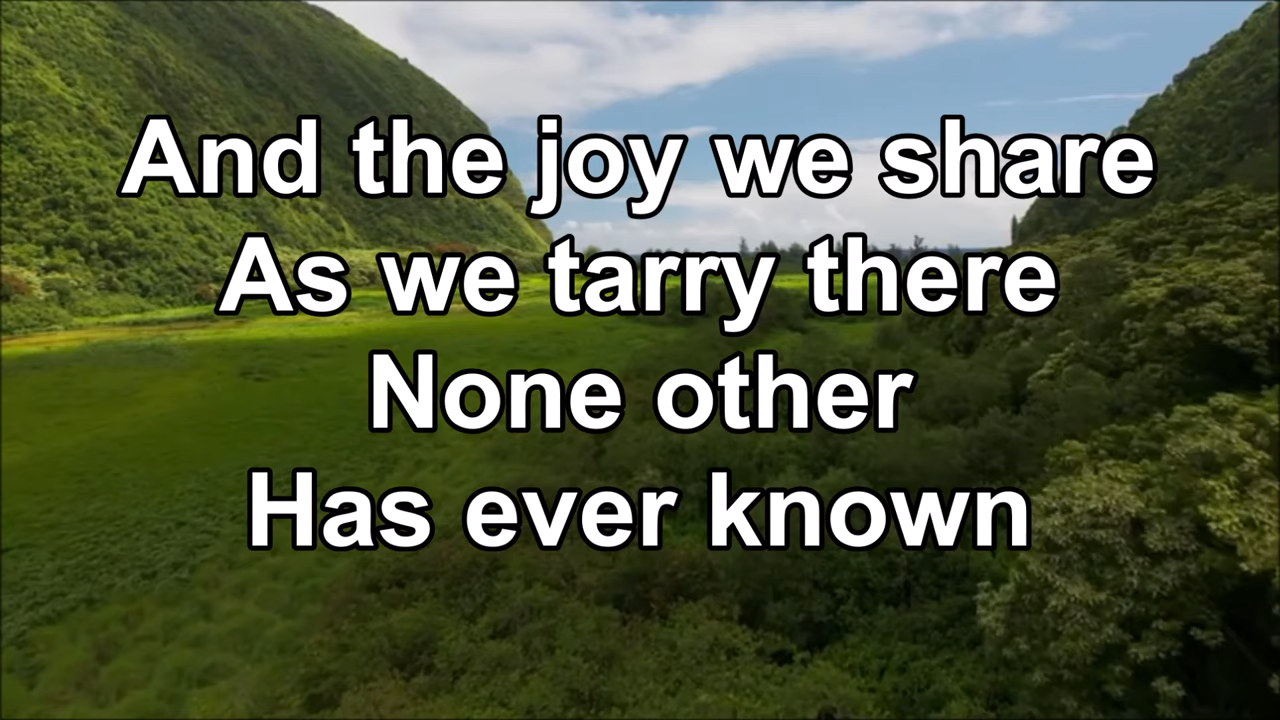 And the joy we share
As we tarry there
None other
Has ever known